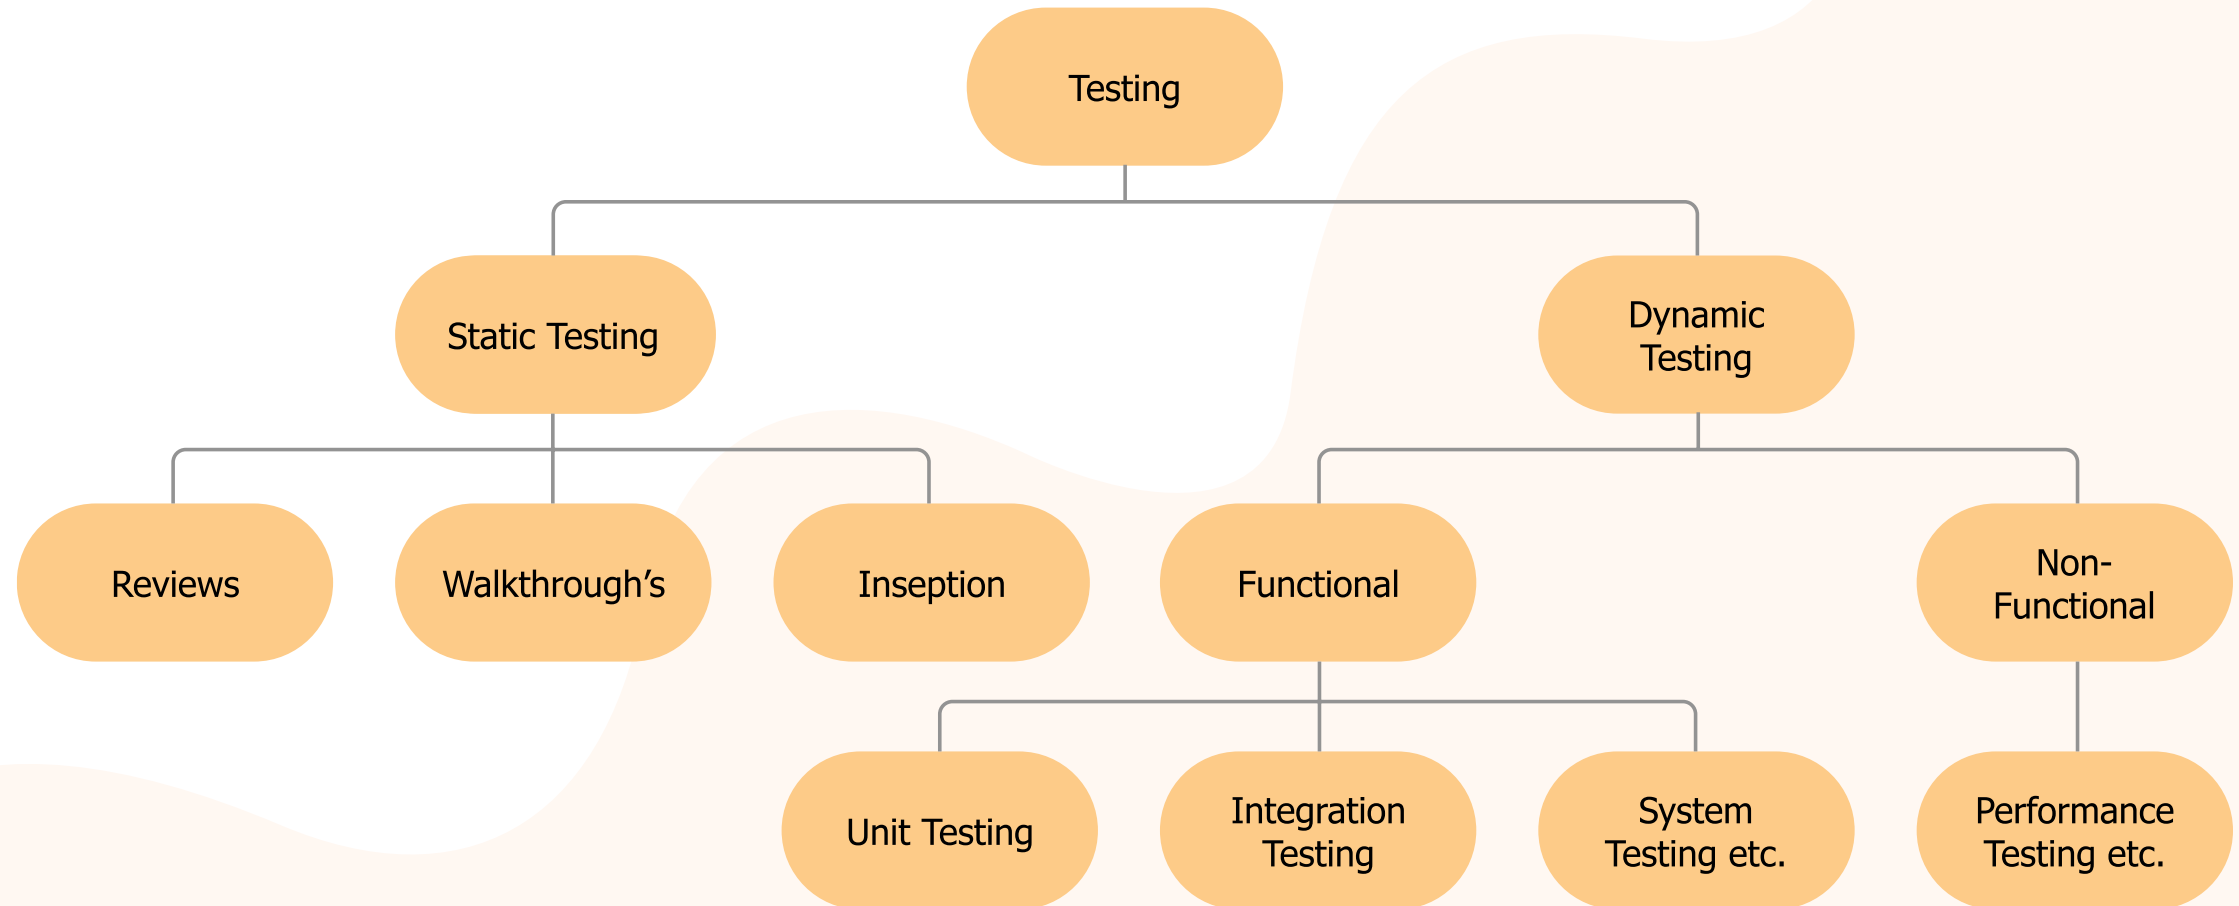 Testing
Static Testing
Dynamic
Testing
Reviews
Walkthrough’s
Inseption
Functional
Non-
Functional
Unit Testing
Integration
Testing
System
Testing etc.
Performance
Testing etc.